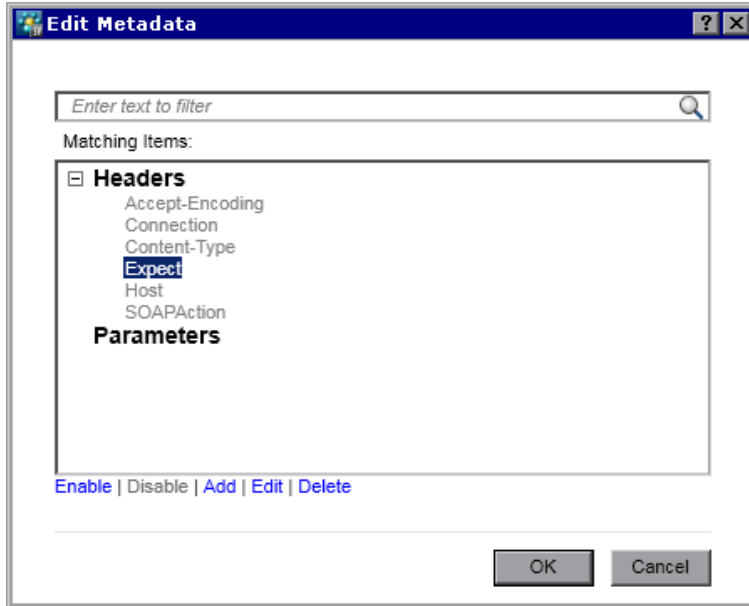 Edit Metadata
Enter text to filter
Matching Items:
Headers
Accept-Encoding
Connection
Content-Type
Expect
Host
SOAPAction
Parameters
Enable | Disable | Add | Edit | Delete
OK Cancel